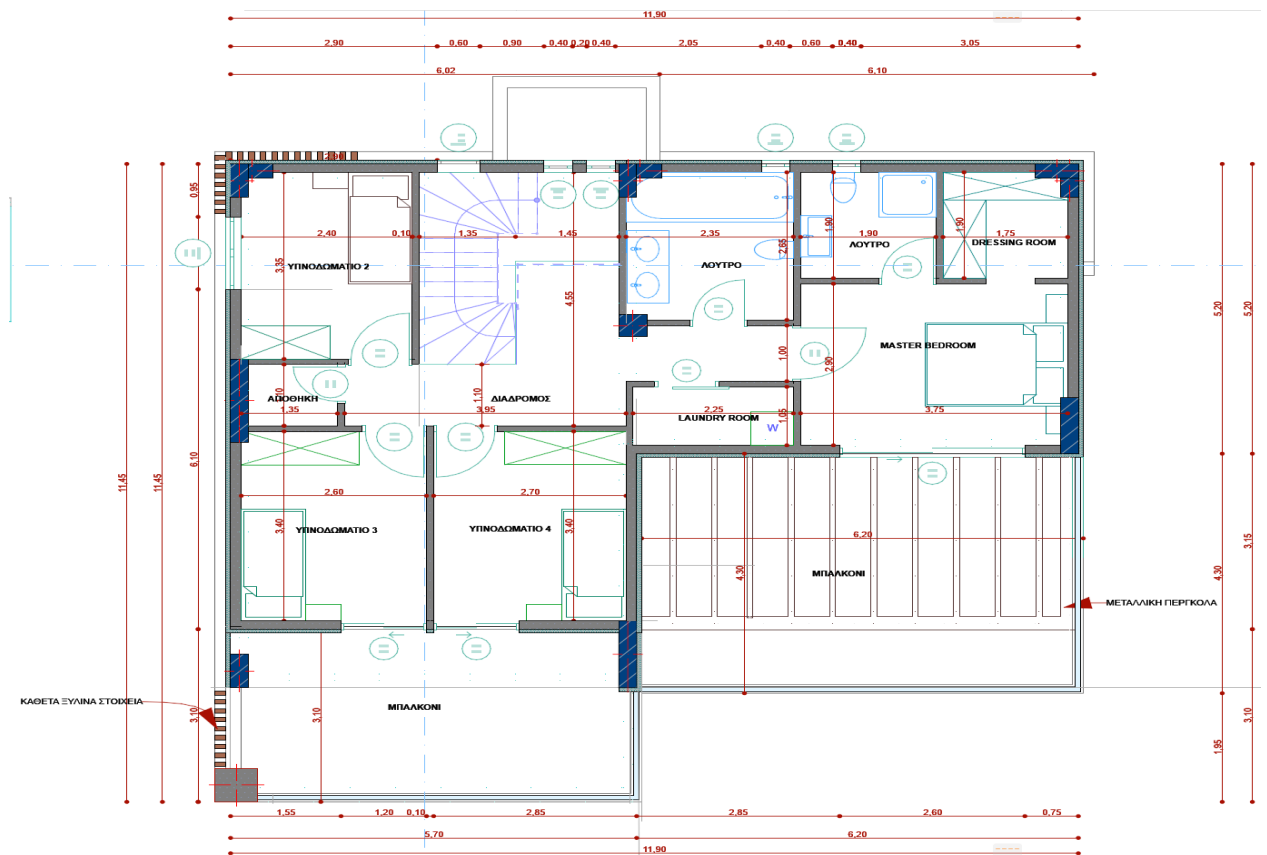 11,90
2,90 0,60 0,90 0,40 0,20 0,40 2,05 0,40 0,60 0,40 3,05
6,02 6,10
2,40 0,10 1,35 1,45 2,35 1,90 1,75
ΥΠΝΟΔΩΜΑΤΙΟ 2
3,35
ΛΟΥΤΡΟ
2,65
ΛΟΥΤΡΟ
1,90
DRESSING ROOM
1,90
4,55
MASTER BEDROOM
2,90
1,00
ΑΠΟΘΗΚΗ
1,10
ΔΙΑΔΡΟΜΟΣ
1,10
LAUNDRY ROOM
1,05
W
1,35 3,95 2,25 3,75
2,60 2,70
ΥΠΝΟΔΩΜΑΤΙΟ 3
3,40
ΥΠΝΟΔΩΜΑΤΙΟ 4
3,40
6,20
ΜΠΑΛΚΟΝΙ
4,30
ΜΕΤΑΛΛΙΚΗ ΠΕΡΓΚΟΛΑ
ΚΑΘΕΤΑ ΞΥΛΙΝΑ ΣΤΟΙΧΕΙΑ
ΜΠΑΛΚΟΝΙ
3,10
11,45
11,45
0,95
6,10
3,10
5,20
4,30
1,95
5,20
3,15
3,10
1,55 1,20 0,10 2,85 2,85 2,60 0,75
5,70 6,20
11,90